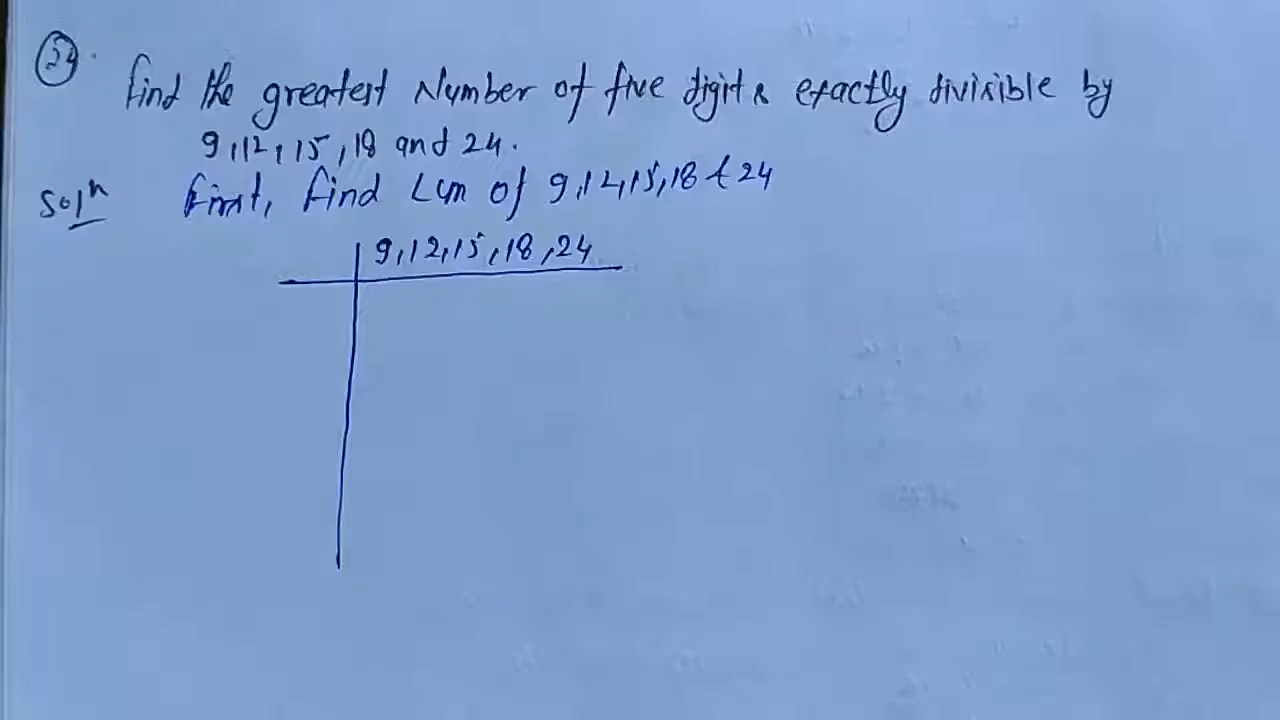 54.
Find the greatest Number of five digits exactly divisible by
9,12,15,18 and 24.
Solⁿ First, Find Lcm of 9,12,15,18 & 24
9,12,15,18,24